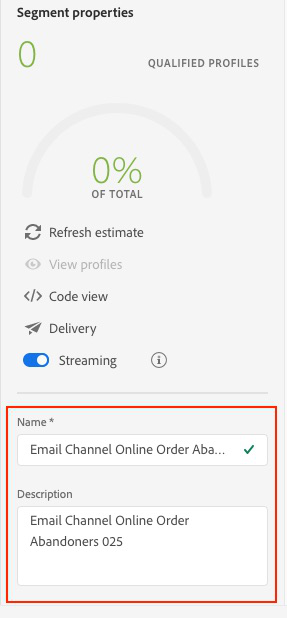 Segment properties
0
QUALIFIED PROFILES
0%
OF TOTAL
Refresh estimate
View profiles
</> Code view
Delivery
Streaming
Name *
Email Channel Online Order Aba...
Description
Email Channel Online Order
Abandoners 025